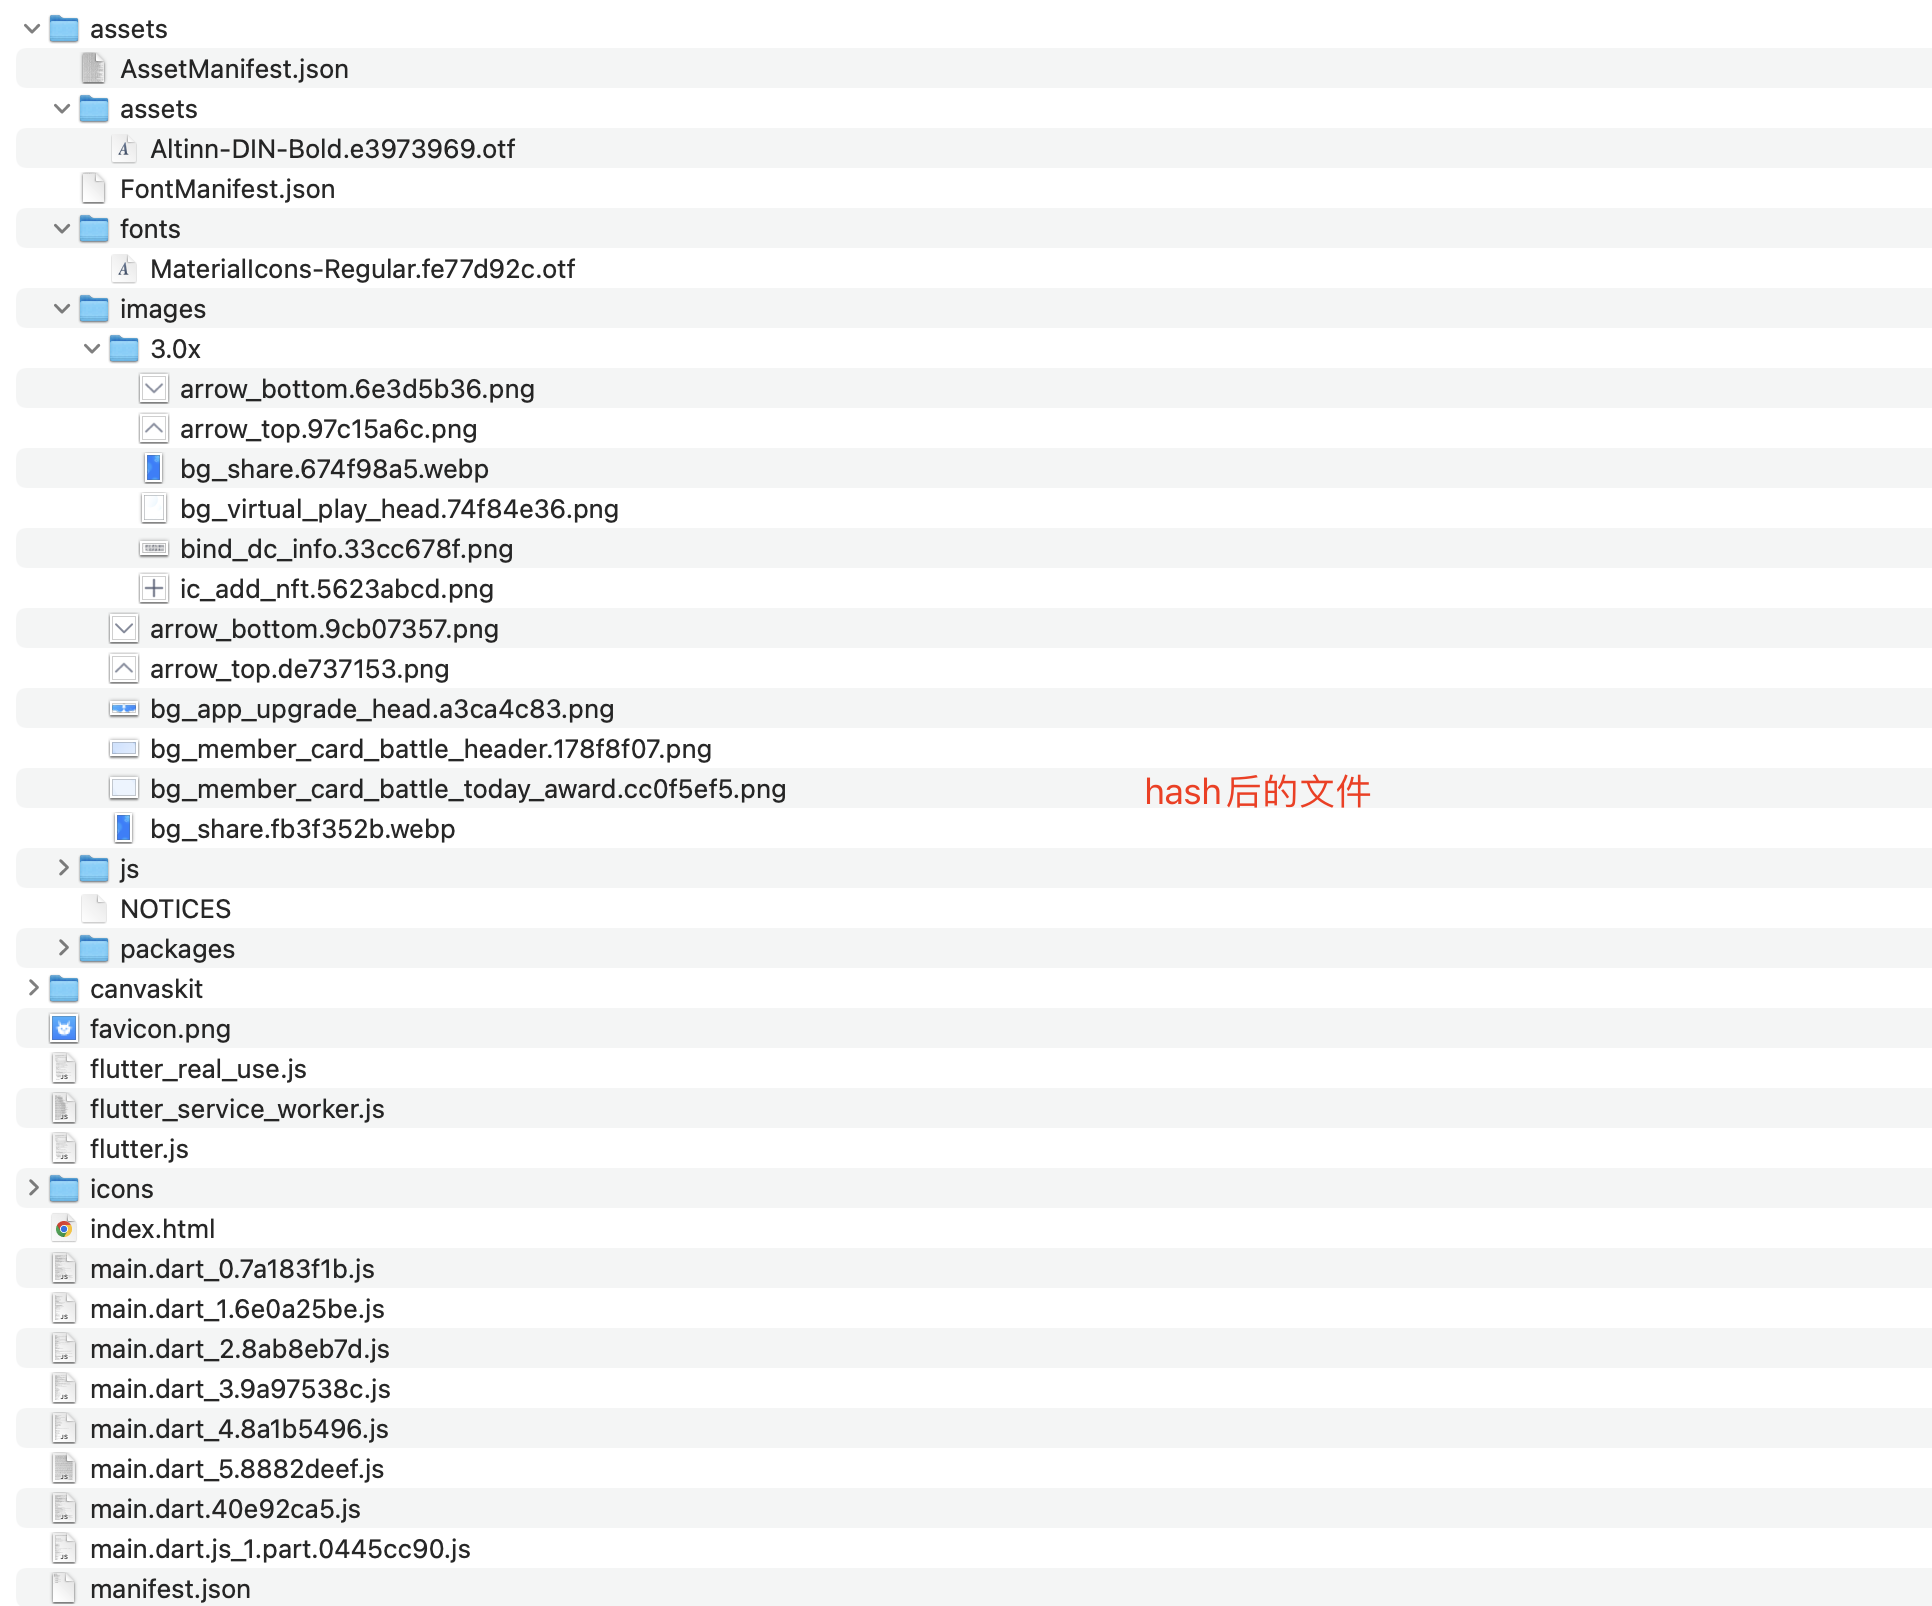 assets
AssetManifest.json
assets
Altinn-DIN-Bold.e3973969.otf
FontManifest.json
fonts
MaterialIcons-Regular.fe77d92c.otf
images
3.0x
arrow_bottom.6e3d5b36.png
arrow_top.97c15a6c.png
bg_share.674f98a5.webp
bg_virtual_play_head.74f84e36.png
bind_dc_info.33cc678f.png
ic_add_nft.5623abcd.png
arrow_bottom.9cb07357.png
arrow_top.de737153.png
bg_app_upgrade_head.a3ca4c83.png
bg_member_card_battle_header.178f8f07.png
bg_member_card_battle_today_award.cc0f5ef5.png hash后的文件
bg_share.fb3f352b.webp
js
NOTICES
packages
canvaskit
favicon.png
flutter_real_use.js
flutter_service_worker.js
flutter.js
icons
index.html
main.dart_0.7a183f1b.js
main.dart_1.6e0a25be.js
main.dart_2.8ab8eb7d.js
main.dart_3.9a97538c.js
main.dart_4.8a1b5496.js
main.dart_5.8882deef.js
main.dart.40e92ca5.js
main.dart.js_1.part.0445cc90.js
manifest.json